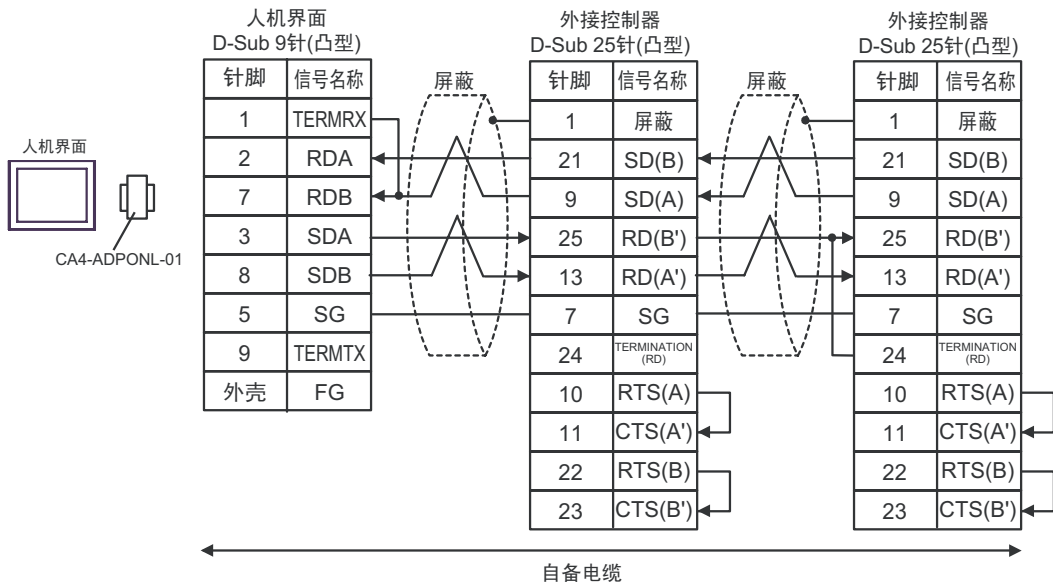 人机界面
CA4-ADPONL-01
人机界面
D-Sub 9针(凸型)
针脚 信号名称
1 TERMRX
2 RDA
7 RDB
3 SDA
8 SDB
5 SG
9 TERMTX
外壳 FG
屏蔽
外接控制器
D-Sub 25针(凸型)
针脚 信号名称
1 屏蔽
21 SD(B)
9 SD(A)
25 RD(B')
13 RD(A')
7 SG
24 TERMINATION
(RD)
10 RTS(A)
11 CTS(A')
22 RTS(B)
23 CTS(B')
屏蔽
外接控制器
D-Sub 25针(凸型)
针脚 信号名称
1 屏蔽
21 SD(B)
9 SD(A)
25 RD(B')
13 RD(A')
7 SG
24 TERMINATION
(RD)
10 RTS(A)
11 CTS(A')
22 RTS(B)
23 CTS(B')
自备电缆